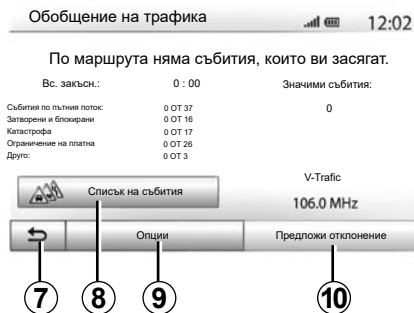 Обобщение на трафика 12:02
По маршрута няма събития, които ви засягат.
Вс. закъсн.: 0 : 00 Значими събития:
Събития по пътния поток: 0 ОТ 37 0
Затворени и блокирани 0 ОТ 16
Катастрофа 0 ОТ 17
Ограничение на платна 0 ОТ 26
Друго: 0 ОТ 3
V-Trafic
Списък на събития
106.0 MHz
Опции Предложи отклонение
7 8 9 10